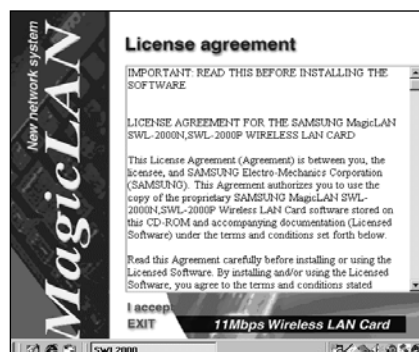 New network system
MagicLAN
License agreement
IMPORTANT: READ THIS BEFORE INSTALLING THE
SOFTWARE
LICENSE AGREEMENT FOR THE SAMSUNG MagicLAN
SWL-2000N,SWL-2000P WIRELESS LAN CARD
This License Agreement (Agreement) is between you, the
licensee, and SAMSUNG Electro-Mechanics Corporation
(SAMSUNG). This Agreement authorizes you to use the
copy of the proprietary SAMSUNG MagicLAN SWL-
2000N,SWL-2000P Wireless LAN Card software stored on
this CD-ROM and accompanying documentation (Licensed
Software) under the terms and conditions set forth below.
Read this Agreement carefully before installing or using the
Licensed Software. By installing and/or using the Licensed
Software, you agree to the terms and conditions stated
I accept
EXIT
11Mbps Wireless LAN Card
SWL2000